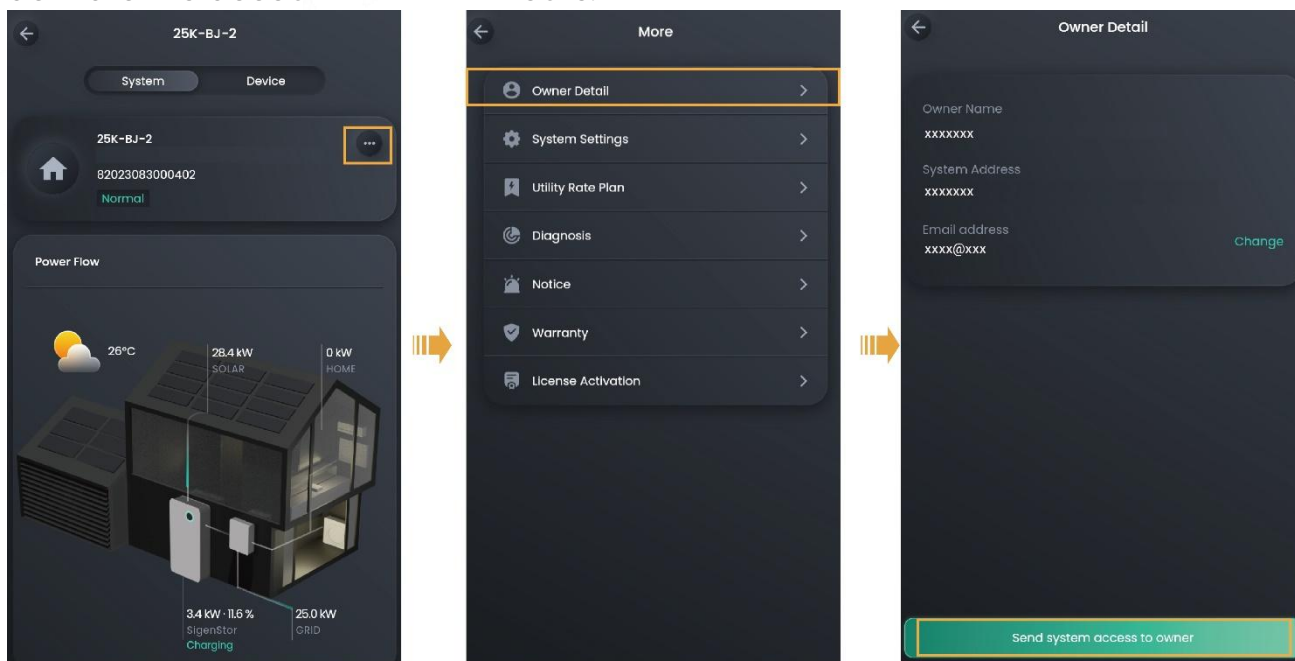 25K-BJ-2
System Device
25K-BJ-2
82023083000402
Normal
Power Flow
26°C
28.4 kW
SOLAR
0 kW
HOME
3.4 kW · 11.6 %
SigenStor
Charging
25.0 kW
GRID
More
Owner Detail
System Settings
Utility Rate Plan
Diagnosis
Notice
Warranty
License Activation
Owner Detail
Owner Name
xxxxxxx
System Address
xxxxxxx
Email address
xxxx@xxx
Change
Send system access to owner